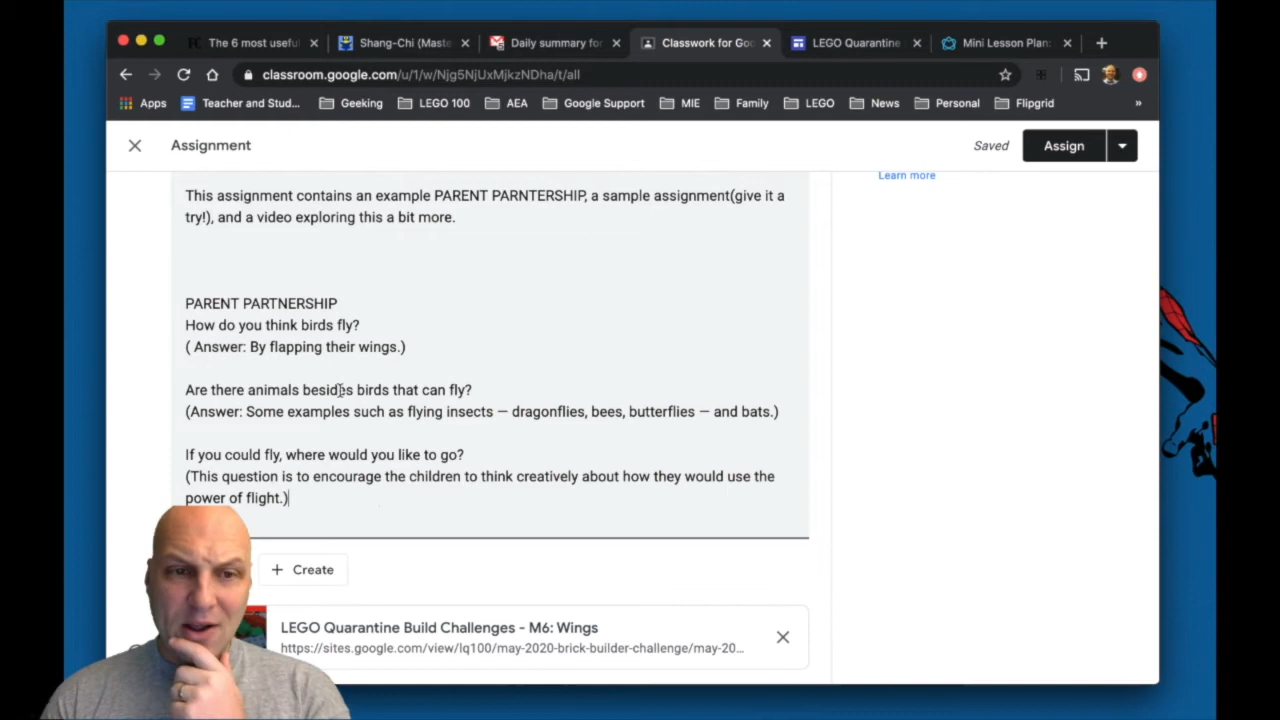 The 6 most usefu
Shang-Chi (Maste
Daily summary for
Classwork for Goo
LEGO Quarantine
Mini Lesson Plan:
classroom.google.com/u/1/w/Njg5NjUxMjkzNDha/t/all
Apps
Teacher and Stud...
Geeking
LEGO 100
AEA
Google Support
MIE
Family
LEGO
News
Personal
Flipgrid
»
Assignment
Saved
Assign
Learn more
This assignment contains an example PARENT PARNTERSHIP, a sample assignment(give it a
try!), and a video exploring this a bit more.
PARENT PARTNERSHIP
How do you think birds fly?
( Answer: By flapping their wings.)
Are there animals besides birds that can fly?
(Answer: Some examples such as flying insects — dragonflies, bees, butterflies — and bats.)
If you could fly, where would you like to go?
(This question is to encourage the children to think creatively about how they would use the
power of flight.)
+ Create
LEGO Quarantine Build Challenges - M6: Wings
https://sites.google.com/view/lq100/may-2020-brick-builder-challenge/may-20...